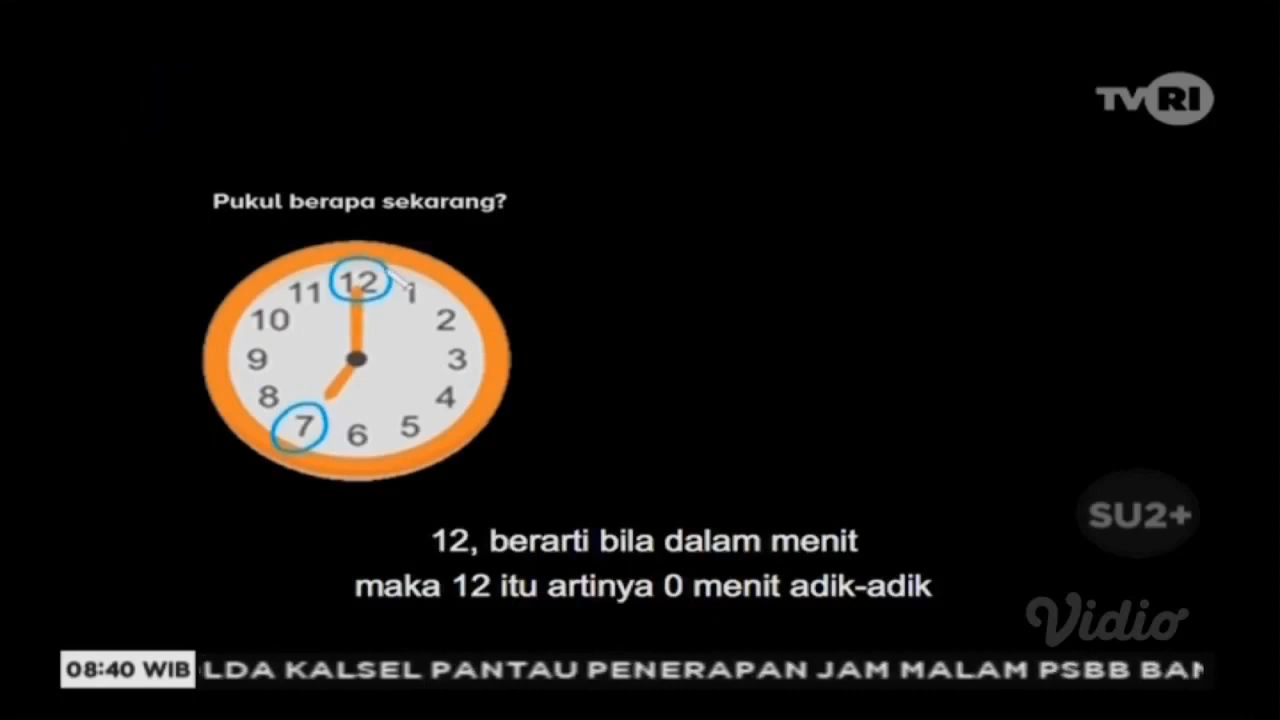 TVRI
Pukul berapa sekarang?
12
11
1
10
2
9
3
8
4
7
5
6
SU2+
12, berarti bila dalam menit
maka 12 itu artinya 0 menit adik-adik
Vidio
08:40 WIB
LDA KALSEL PANTAU PENERAPAN JAM MALAM PSBB BAN